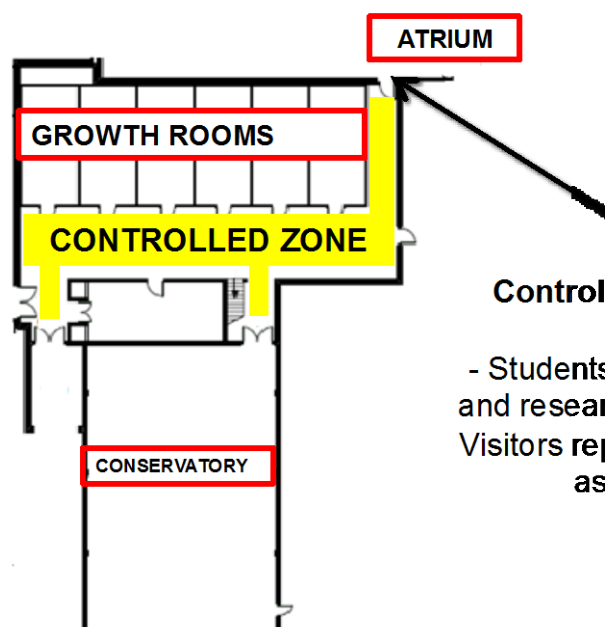 ATRIUM
GROWTH ROOMS
CONTROLLED ZONE
Control
- Students
and resear
Visitors rep
as
CONSERVATORY